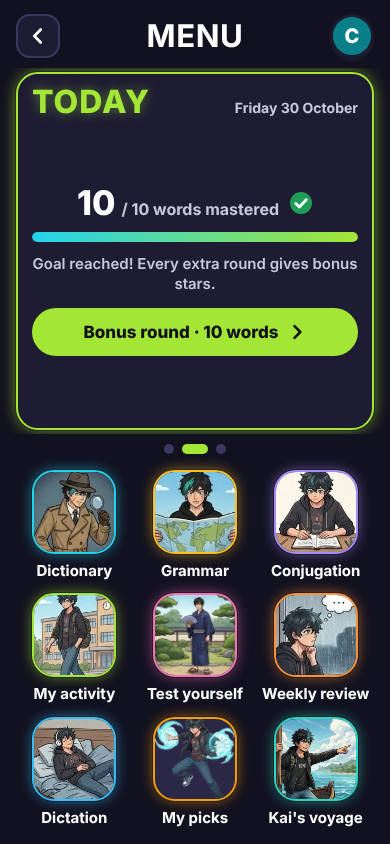 MENU
C
TODAY
Friday 30 October
10 / 10 words mastered
Goal reached! Every extra round gives bonus
stars.
Bonus round · 10 words
Dictionary
Grammar
Conjugation
My activity
Test yourself
Weekly review
Dictation
My picks
Kai's voyage